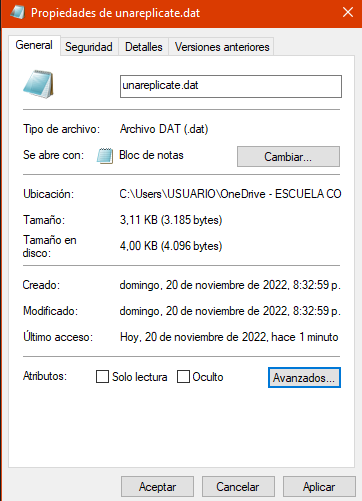 Propiedades de unareplicate.dat
General Seguridad Detalles Versiones anteriores
unareplicate.dat
Tipo de archivo: Archivo DAT (.dat)
Se abre con: Bloc de notas Cambiar...
Ubicación: C:\Users\USUARIO\OneDrive - ESCUELA CO
Tamaño: 3,11 KB (3.185 bytes)
Tamaño en
disco: 4,00 KB (4.096 bytes)
Creado: domingo, 20 de noviembre de 2022, 8:32:59 p.
Modificado: domingo, 20 de noviembre de 2022, 8:32:59 p.
Último acceso: Hoy, 20 de noviembre de 2022, hace 1 minuto
Atributos: Solo lectura Oculto Avanzados...
Aceptar Cancelar Aplicar